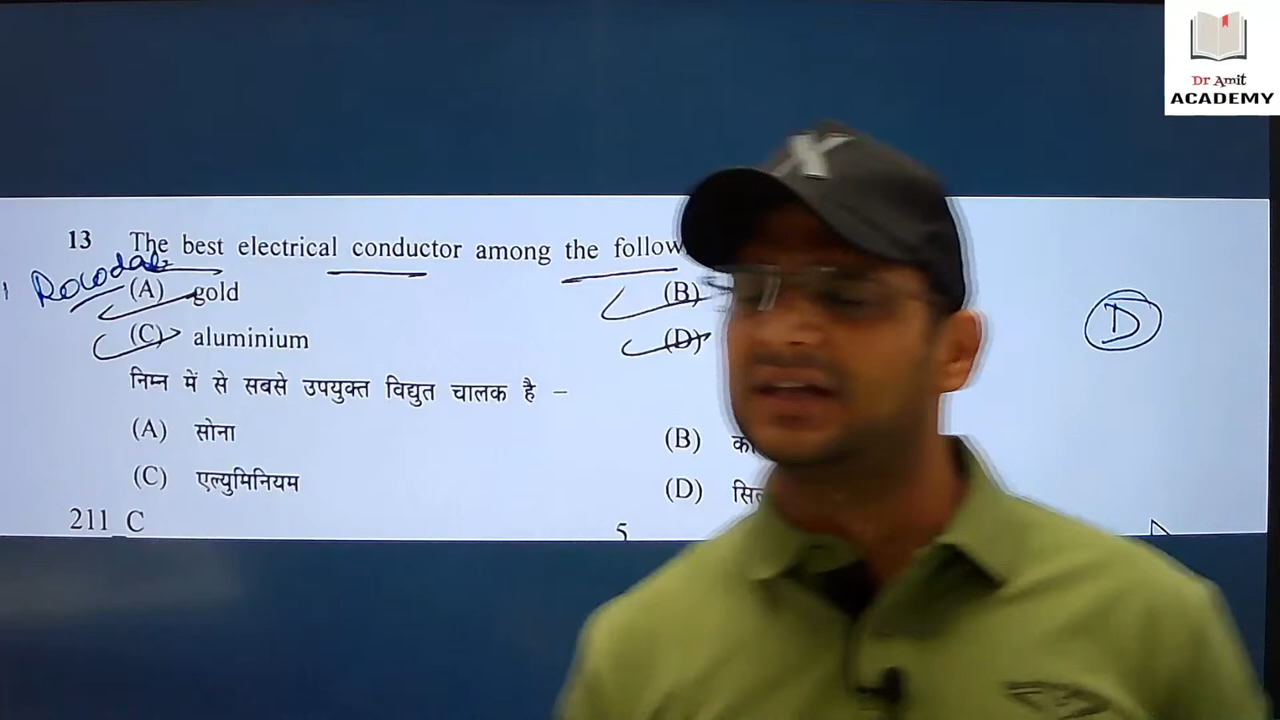 Dr Amit
ACADEMY
13 The best electrical conductor among the follow
(A) gold (B)
(C) aluminium (D)
D
निम्न में से सबसे उपयुक्त विद्युत चालक है –
(A) सोना (B)
(C) एल्युमिनियम (D)
211 C 5
X